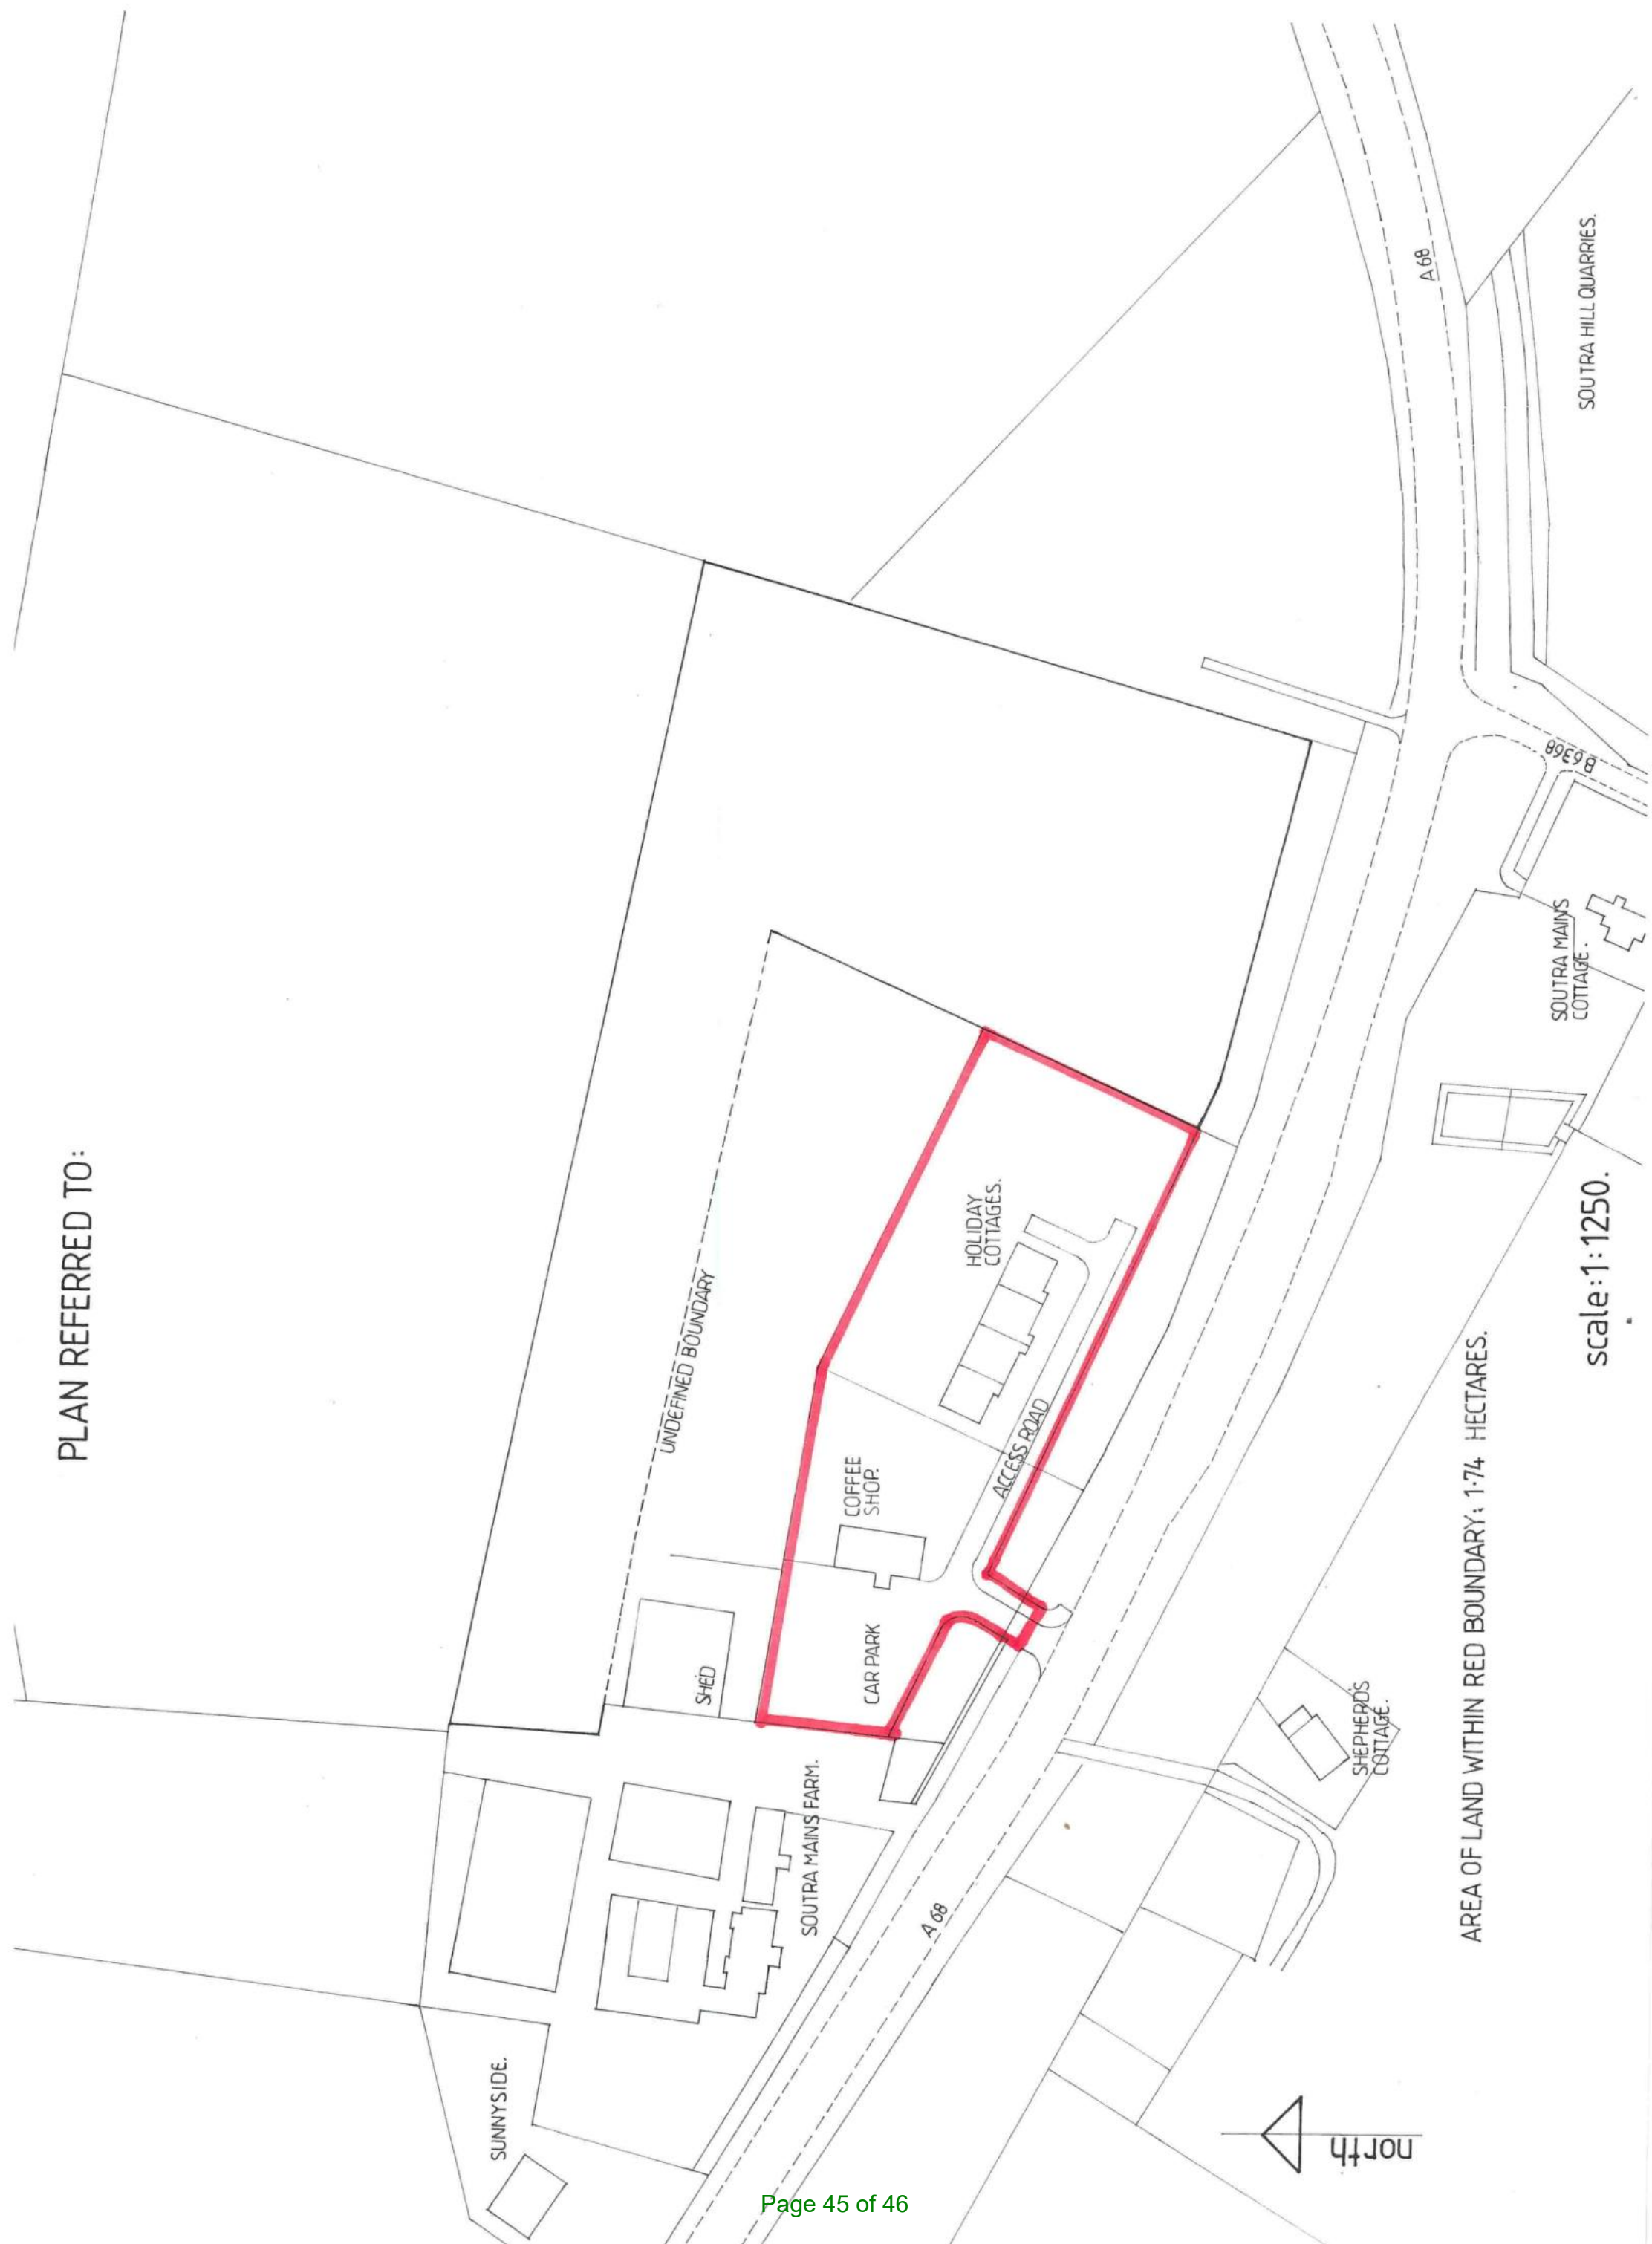 PLAN REFERRED TO:
UNDEFINED BOUNDARY
SHED
CAR PARK
COFFEE
SHOP.
HOLIDAY
COTTAGES.
ACCESS ROAD
SUNNYSIDE.
SOUTRA MAINS FARM.
A 68
A 68
B6368
SOUTRA HILL QUARRIES.
SOUTRA MAINS
COTTAGE.
SHEPHERD'S
COTTAGE.
AREA OF LAND WITHIN RED BOUNDARY: 1·74 HECTARES.
scale:1:1250.
north
Page 45 of 46